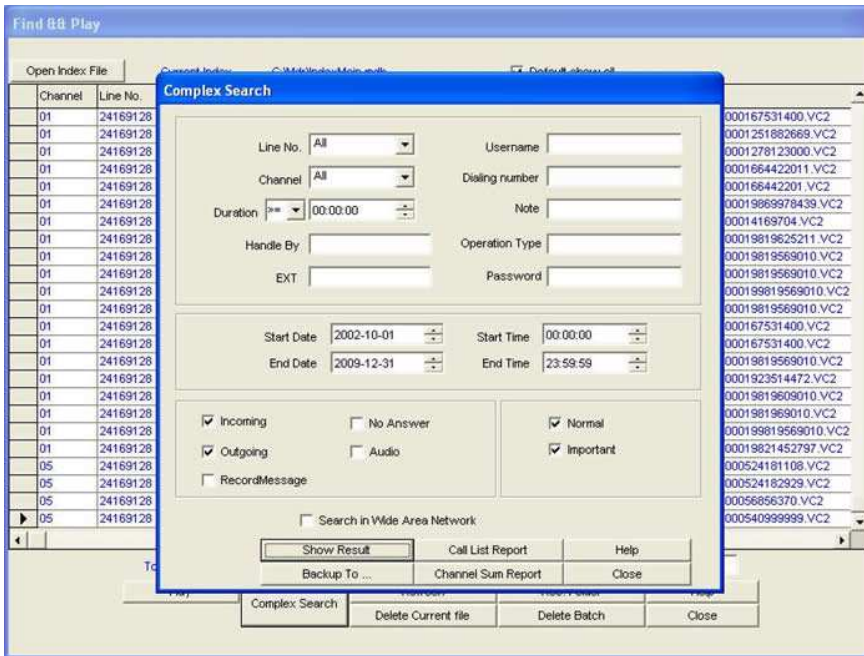 Find && Play
Open Index File
Channel Line No.
Complex Search
Line No. All Username
Channel All Dialing number
Duration >= 00:00:00 Note
Handle By Operation Type
EXT Password
Start Date 2002-10-01 Start Time 00:00:00
End Date 2009-12-31 End Time 23:59:59
Incoming No Answer Normal
Outgoing Audio Important
RecordMessage
Search in Wide Area Network
Show Result Call List Report Help
Backup To ... Channel Sum Report Close
01 24169128 000167531400.VC2
01 24169128 0001251882669.VC2
01 24169128 0001278123000.VC2
01 24169128 0001664422011.VC2
01 24169128 000166442201.VC2
01 24169128 00019869978439.VC2
01 24169128 00014169704.VC2
01 24169128 00019819625211.VC2
01 24169128 00019819569010.VC2
01 24169128 00019819569010.VC2
01 24169128 000199819569010.VC2
01 24169128 00019819569010.VC2
01 24169128 000167531400.VC2
01 24169128 000167531400.VC2
01 24169128 00019819569010.VC2
01 24169128 0001923514472.VC2
01 24169128 00019819609010.VC2
01 24169128 0001981969010.VC2
01 24169128 000199819569010.VC2
01 24169128 00019821452797.VC2
05 24169128 000524181108.VC2
05 24169128 000524182929.VC2
05 24169128 00056856370.VC2
05 24169128 000540999999.VC2
Complex Search
Delete Current file Delete Batch Close